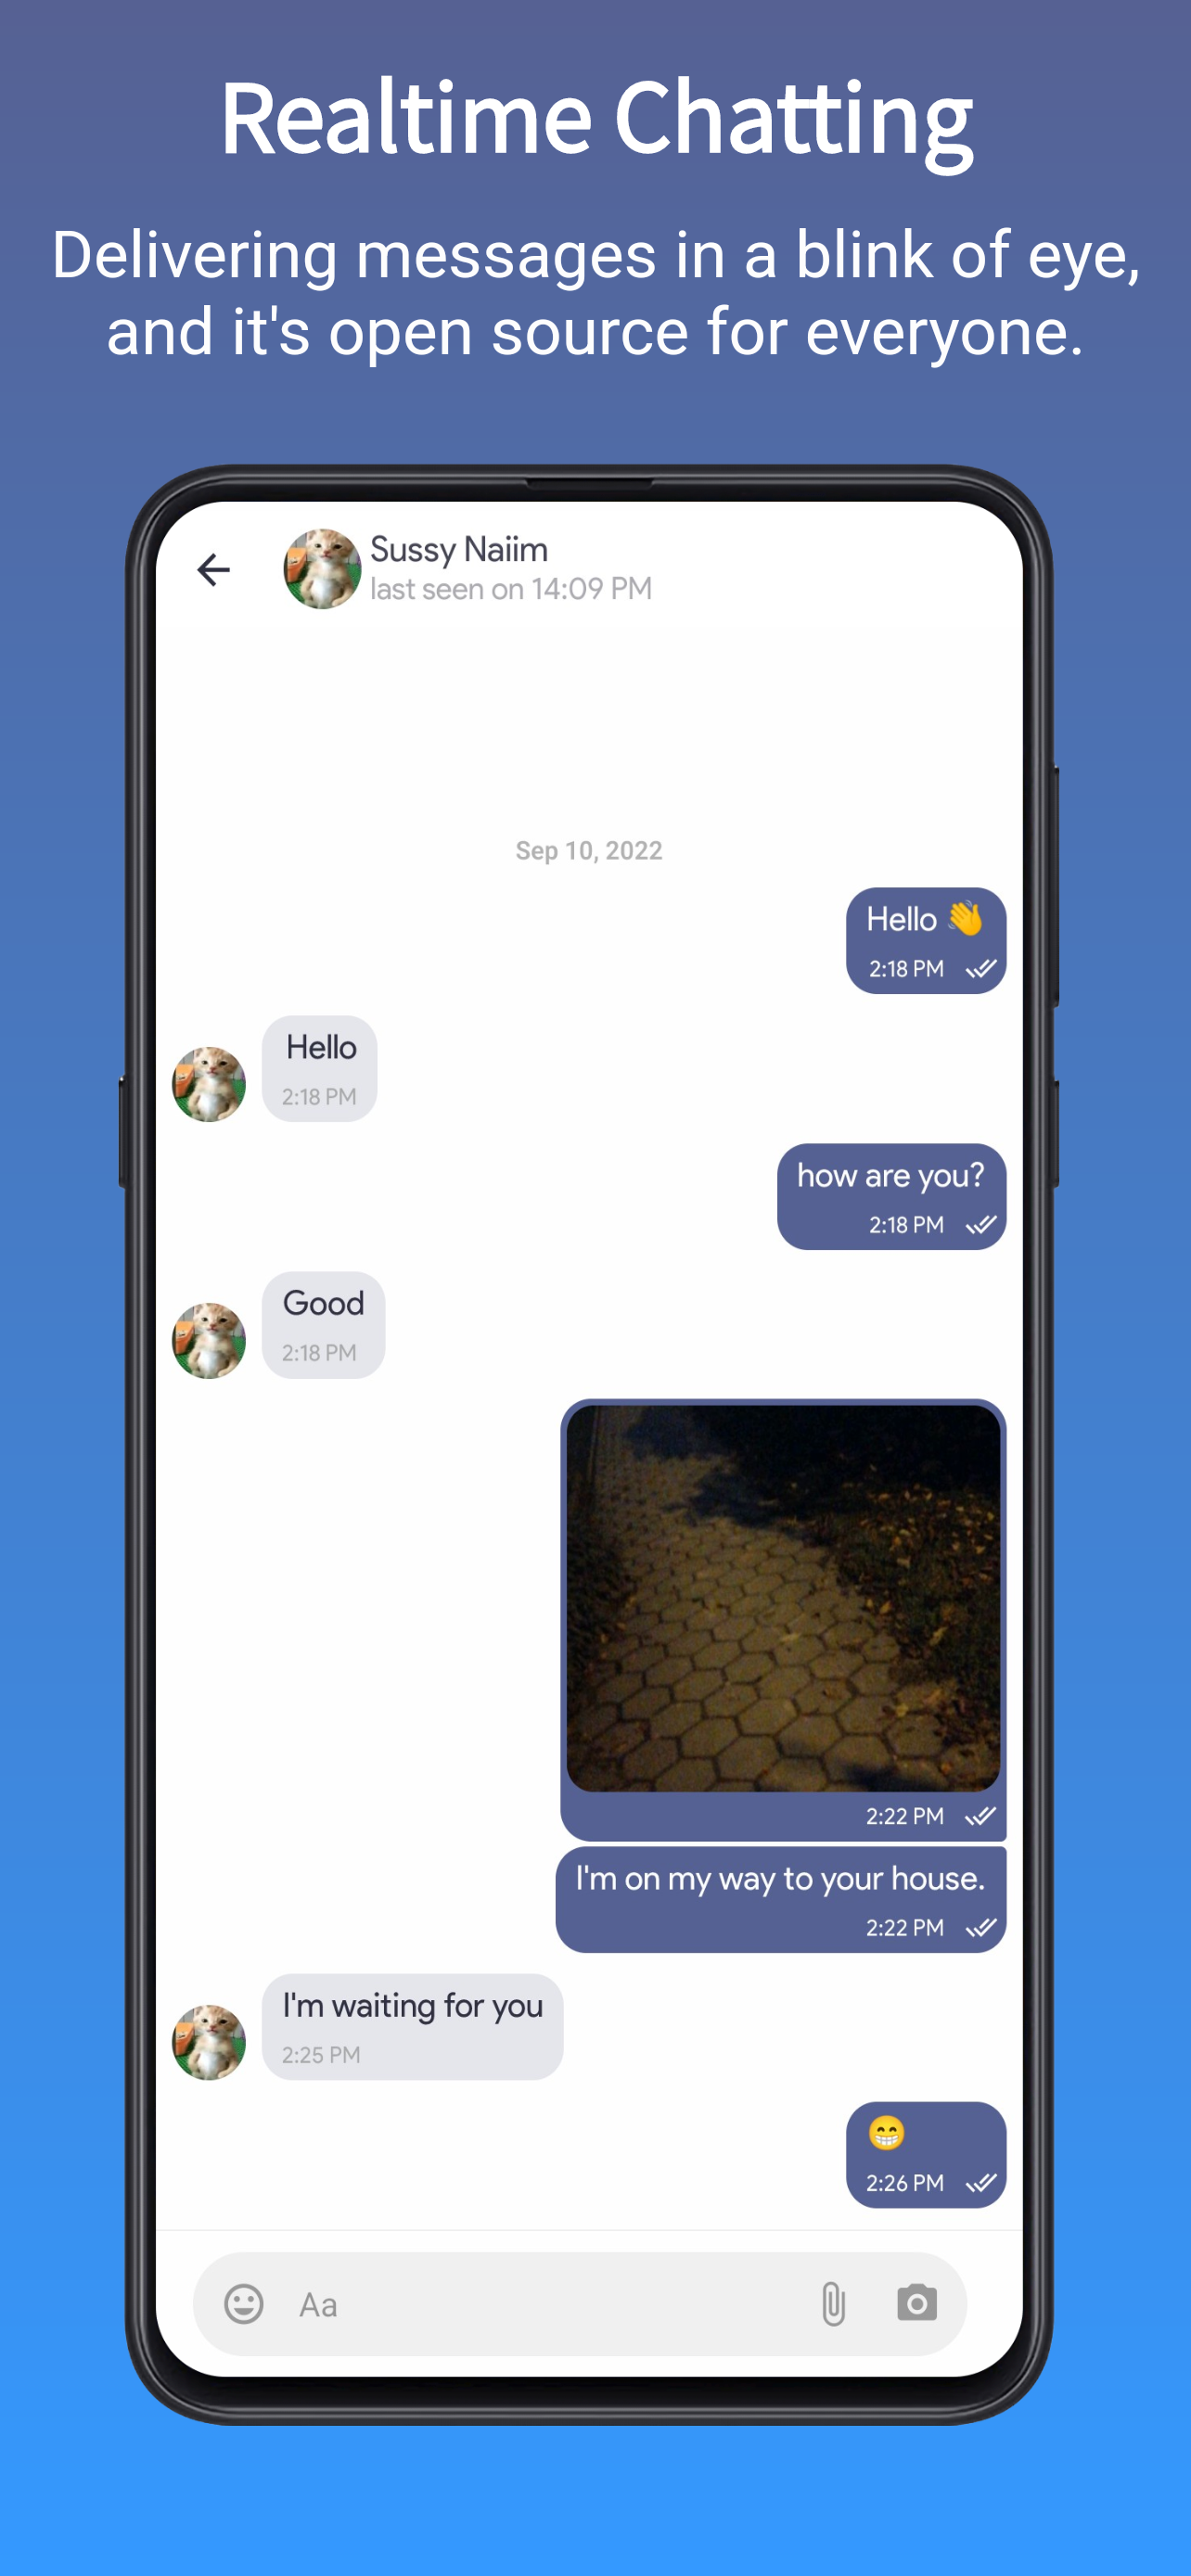 Realtime Chatting
Delivering messages in a blink of eye,
and it's open source for everyone.
Sussy Naiim
last seen on 14:09 PM
Sep 10, 2022
Hello 👋
2:18 PM
Hello
2:18 PM
how are you?
2:18 PM
Good
2:18 PM
2:22 PM
I'm on my way to your house.
2:22 PM
I'm waiting for you
2:25 PM
😁
2:26 PM
Aa